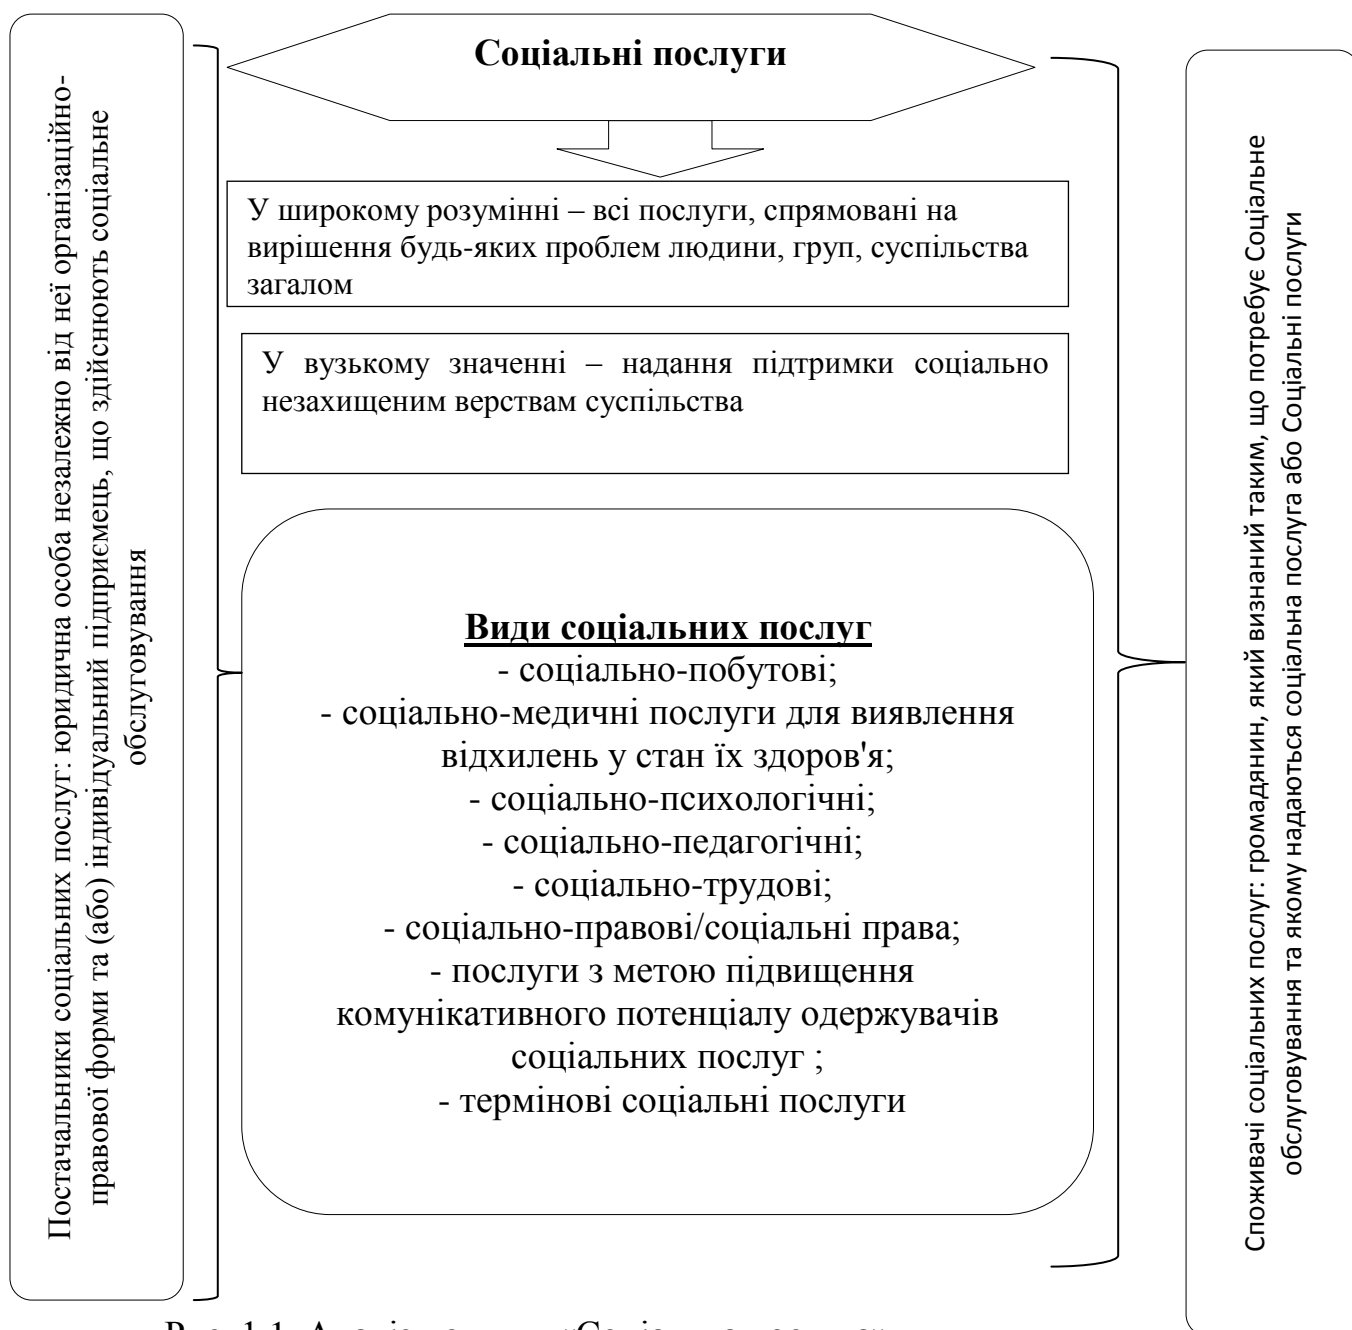 Постачальники соціальних послуг: юридична особа незалежно від неї організаційно-
правової форми та (або) індивідуальний підприємець, що здійснюють соціальне
обслуговування
Соціальні послуги
У широкому розумінні – всі послуги, спрямовані на
вирішення будь-яких проблем людини, груп, суспільства
загалом
У вузькому значенні – надання підтримки соціально
незахищеним верствам суспільства
Види соціальних послуг
- соціально-побутові;
- соціально-медичні послуги для виявлення
відхилень у стан їх здоров'я;
- соціально-психологічні;
- соціально-педагогічні;
- соціально-трудові;
- соціально-правові/соціальні права;
- послуги з метою підвищення
комунікативного потенціалу одержувачів
соціальних послуг ;
- термінові соціальні послуги
Споживачі соціальних послуг: громадянин, який визнаний таким, що потребує Соціальне
обслуговування та якому надаються соціальна послуга або Соціальні послуги